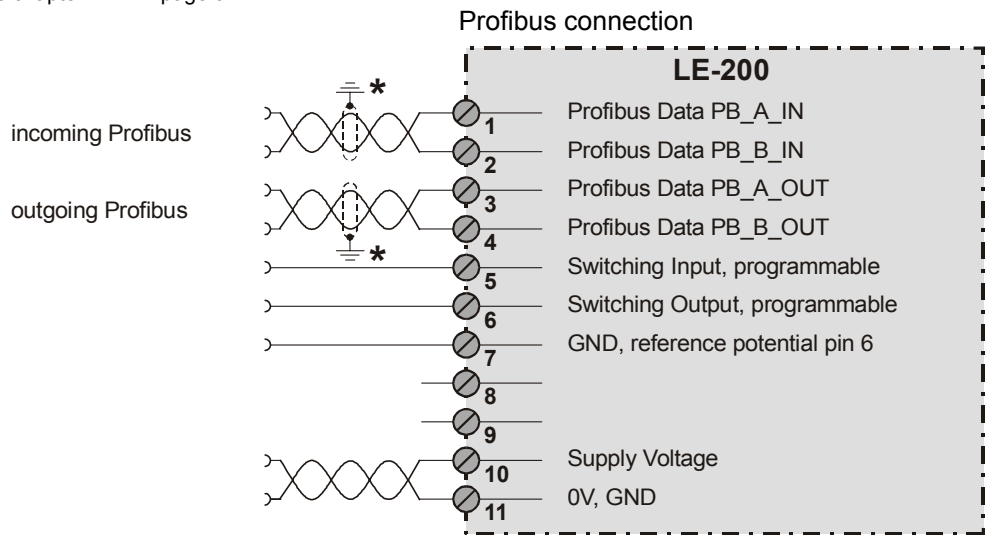 Profibus connection
LE-200
incoming Profibus
outgoing Profibus
*
*
1 Profibus Data PB_A_IN
2 Profibus Data PB_B_IN
3 Profibus Data PB_A_OUT
4 Profibus Data PB_B_OUT
5 Switching Input, programmable
6 Switching Output, programmable
7 GND, reference potential pin 6
8
9
10 Supply Voltage
11 0V, GND